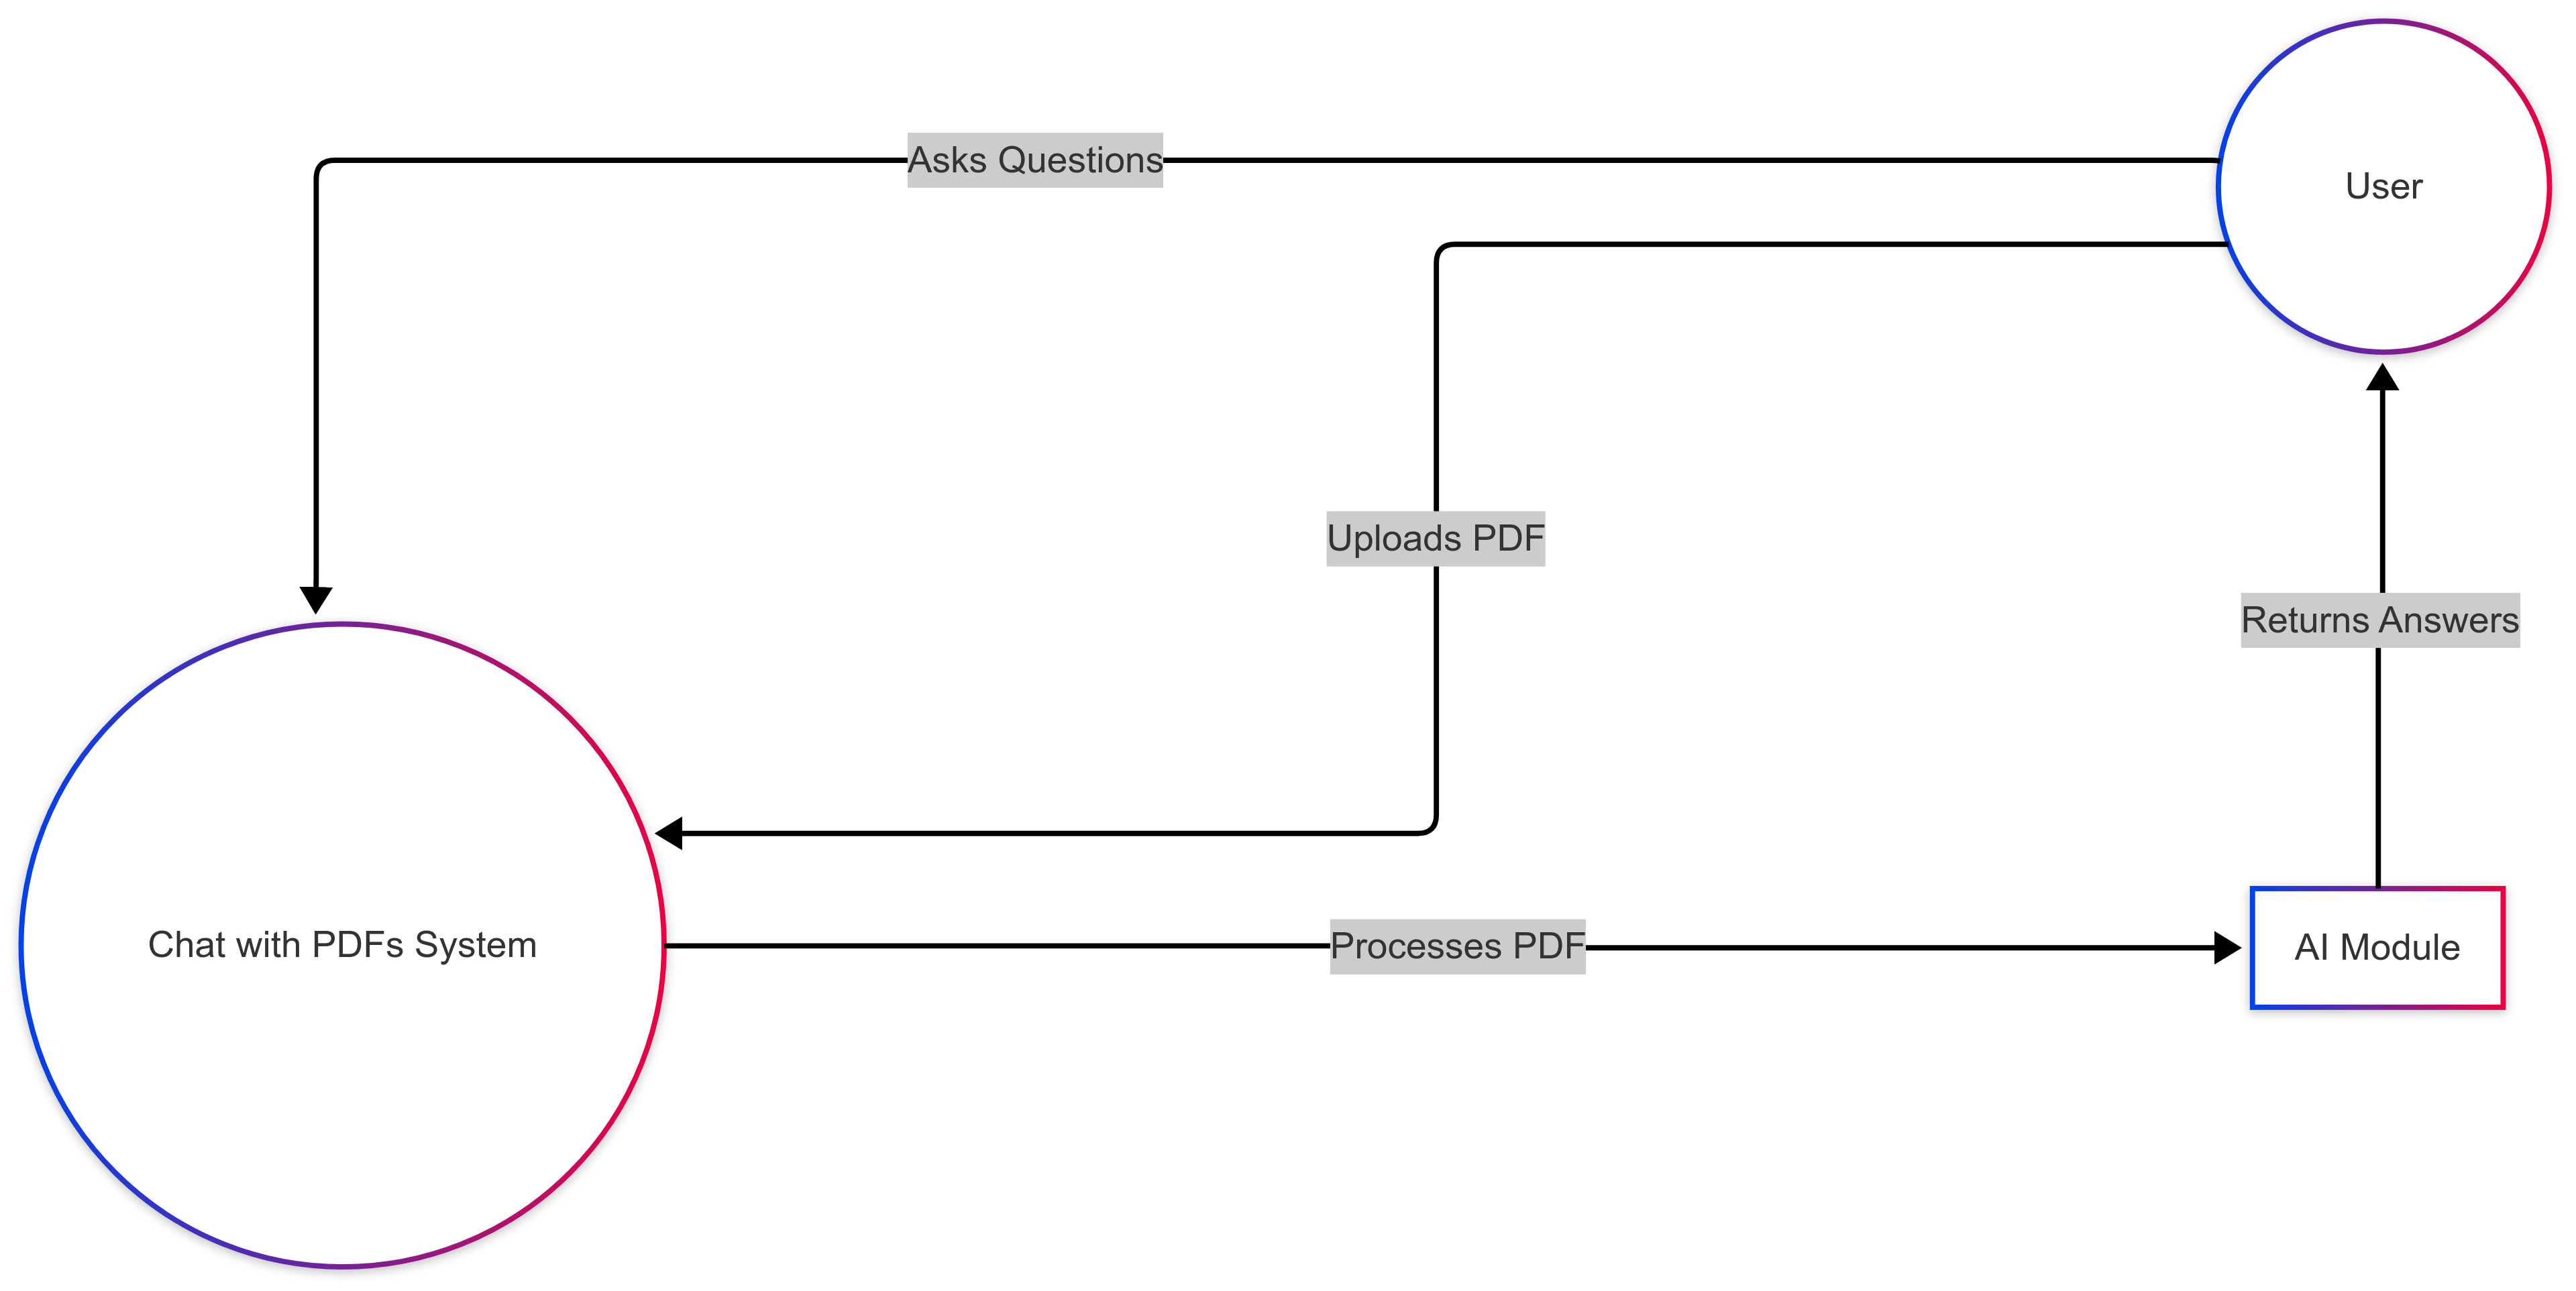 Asks Questions
User
Uploads PDF
Returns Answers
Chat with PDFs System
Processes PDF
AI Module